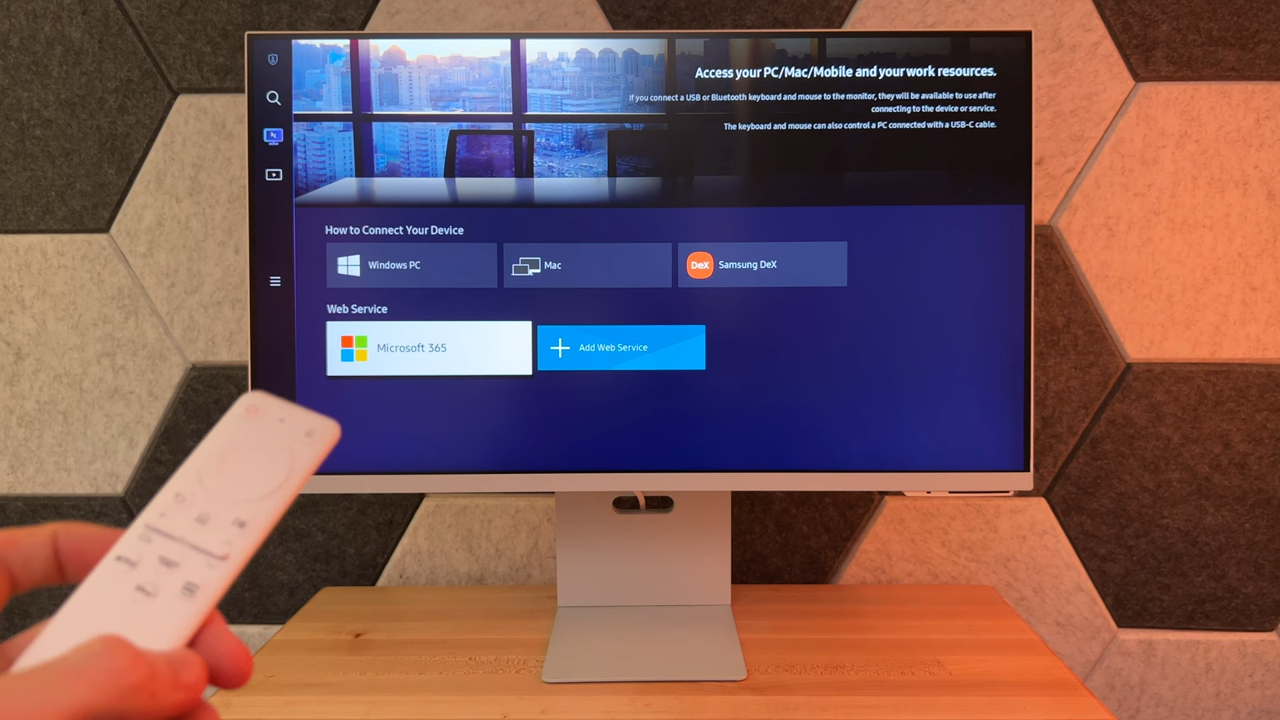 Access your PC/Mac/Mobile and your work resources.
If you connect a USB or Bluetooth keyboard and mouse to the monitor, they will be available to use after
connecting to the device or service.
The keyboard and mouse can also control a PC connected with a USB-C cable.
How to Connect Your Device
Windows PC
Mac
DeX
Samsung DeX
Web Service
Microsoft 365
Add Web Service